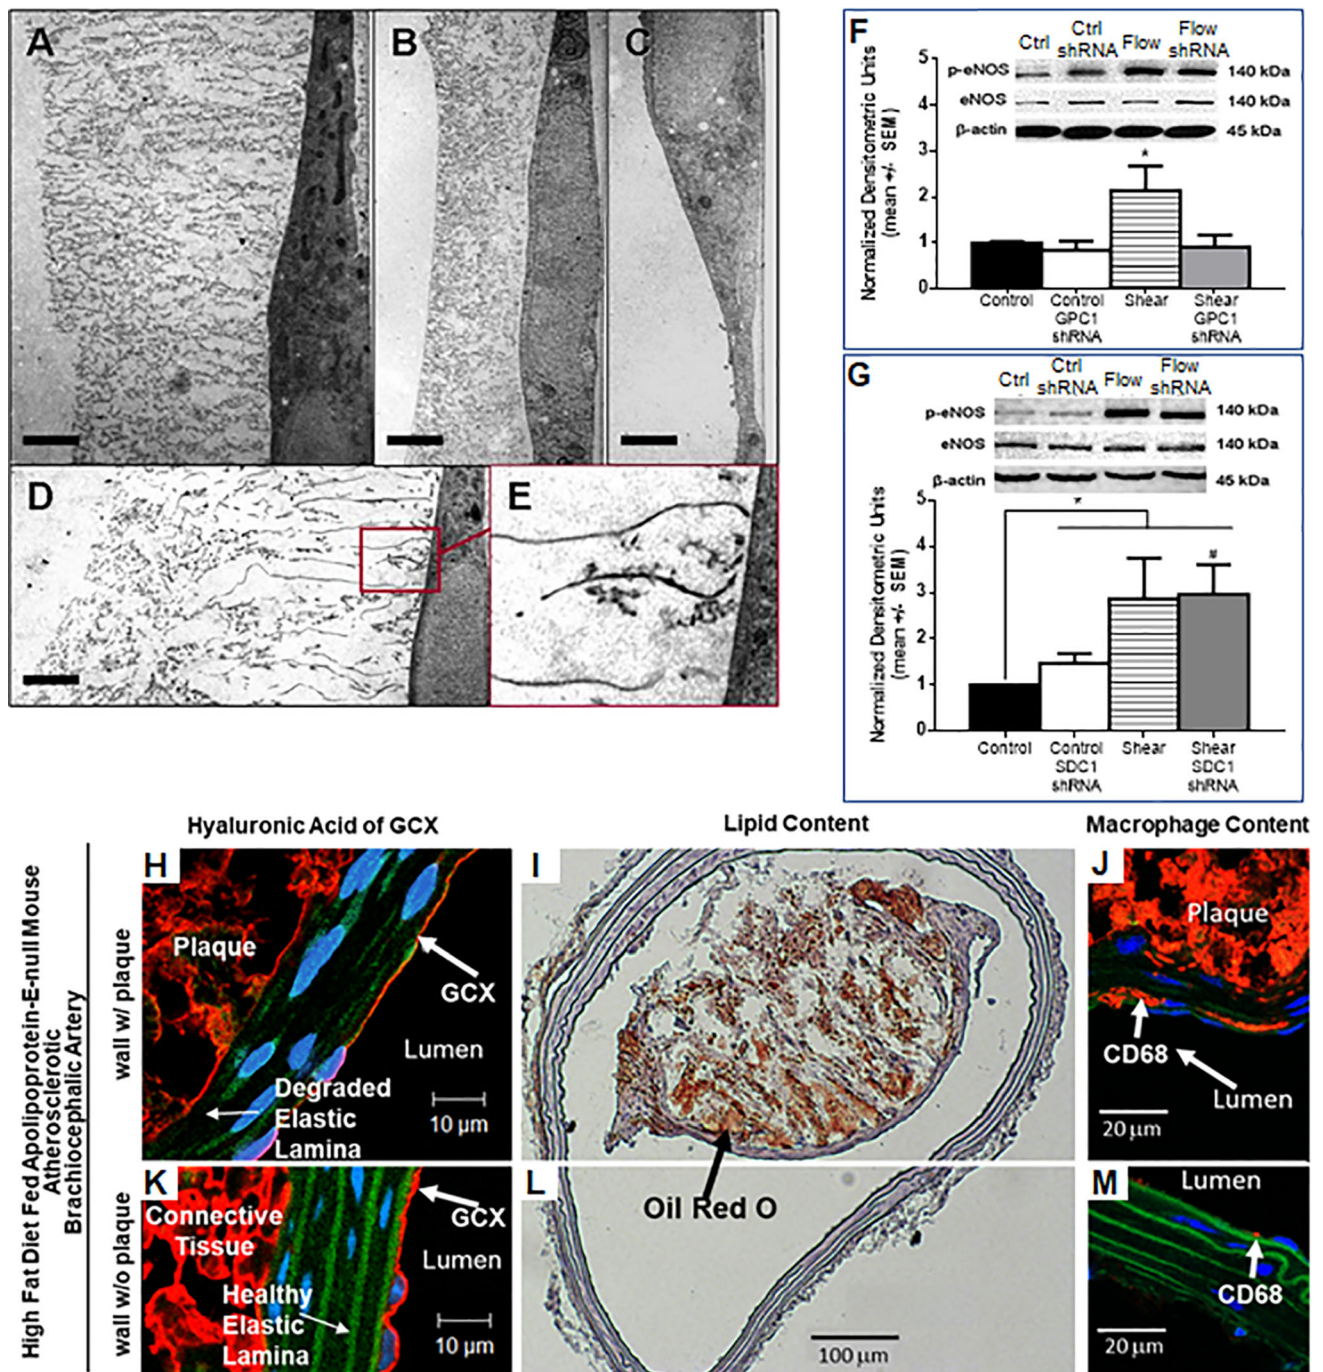 A
B
C
D
E
F
Ctrl
Ctrl
shRNA
Flow
Flow
shRNA
p-eNOS
140 kDa
eNOS
140 kDa
β-actin
45 kDa
Normalized Densitometric Units
(mean +/- SEM)
5
4
3
2
1
0
*
Control
Control
GPC1
shRNA
Shear
Shear
GPC1
shRNA
G
Ctrl
Ctrl
shRNA
Flow
Flow
shRNA
p-eNOS
140 kDa
eNOS
140 kDa
β-actin
45 kDa
Normalized Densitometric Units
(mean +/- SEM)
5
4
3
2
1
0
*
#
Control
Control
SDC1
shRNA
Shear
Shear
SDC1
shRNA
Hyaluronic Acid of GCX
Lipid Content
Macrophage Content
High Fat Diet Fed Apolipoprotein-E-null Mouse
Atherosclerotic
Brachiocephalic Artery
wall w/ plaque
wall w/o plaque
H
Plaque
GCX
Lumen
Degraded
Elastic
Lamina
10 µm
I
Oil Red O
J
Plaque
CD68
Lumen
20 µm
K
Connective
Tissue
GCX
Lumen
Healthy
Elastic
Lamina
10 µm
L
100 µm
M
Lumen
CD68
20 µm